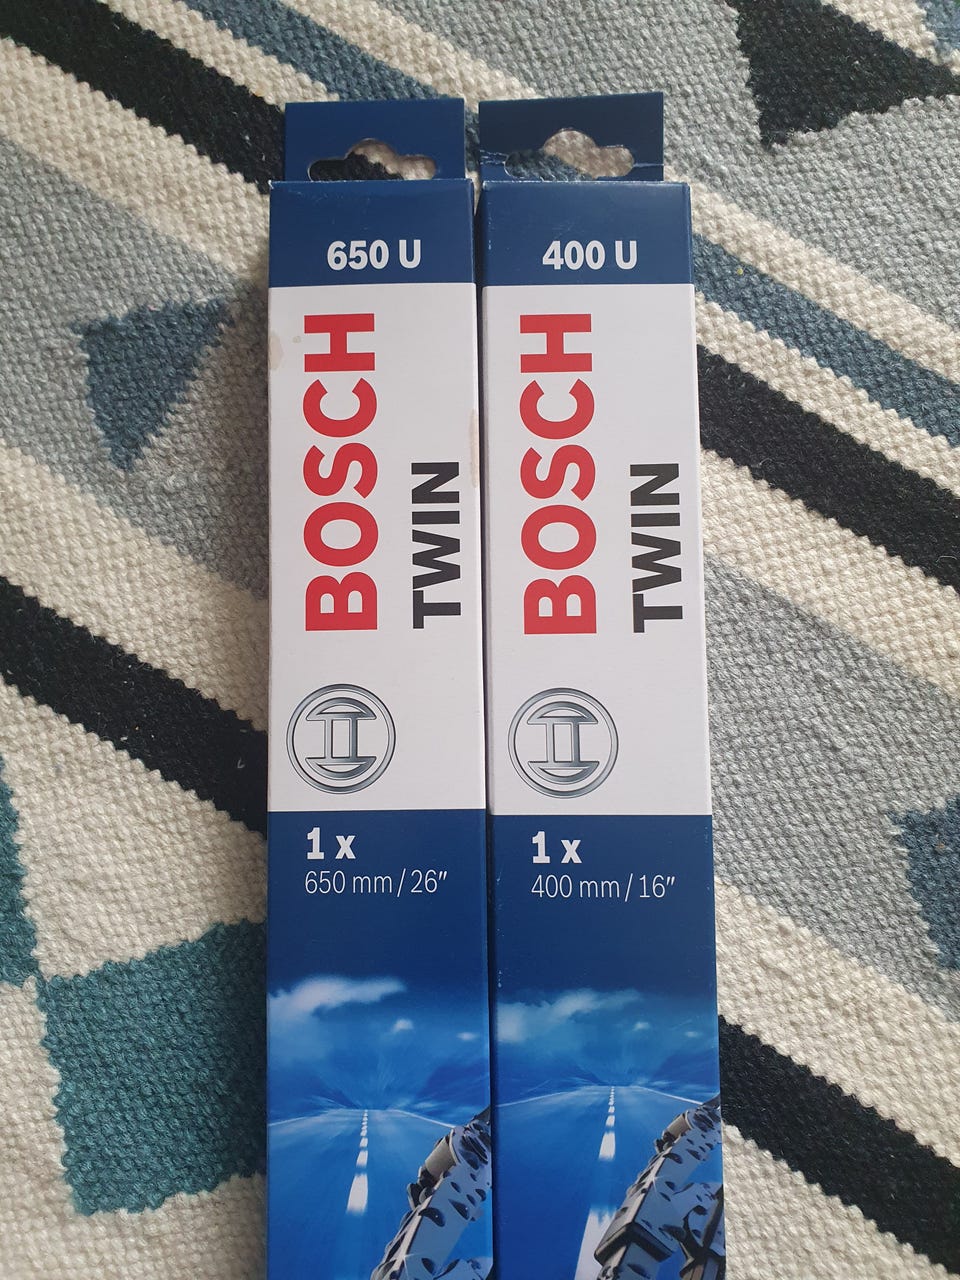 650 U
BOSCH
TWIN
1 x
650 mm / 26"
400 U
BOSCH
TWIN
1 x
400 mm / 16"